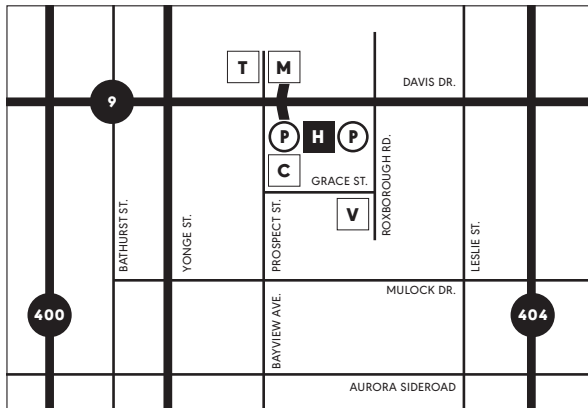 T
M
DAVIS DR.
9
P
H
P
C
GRACE ST.
ROXBOROUGH RD.
V
BATHURST ST.
YONGE ST.
PROSPECT ST.
LESLIE ST.
MULOCK DR.
400
BAYVIEW AVE.
404
AURORA SIDEROAD